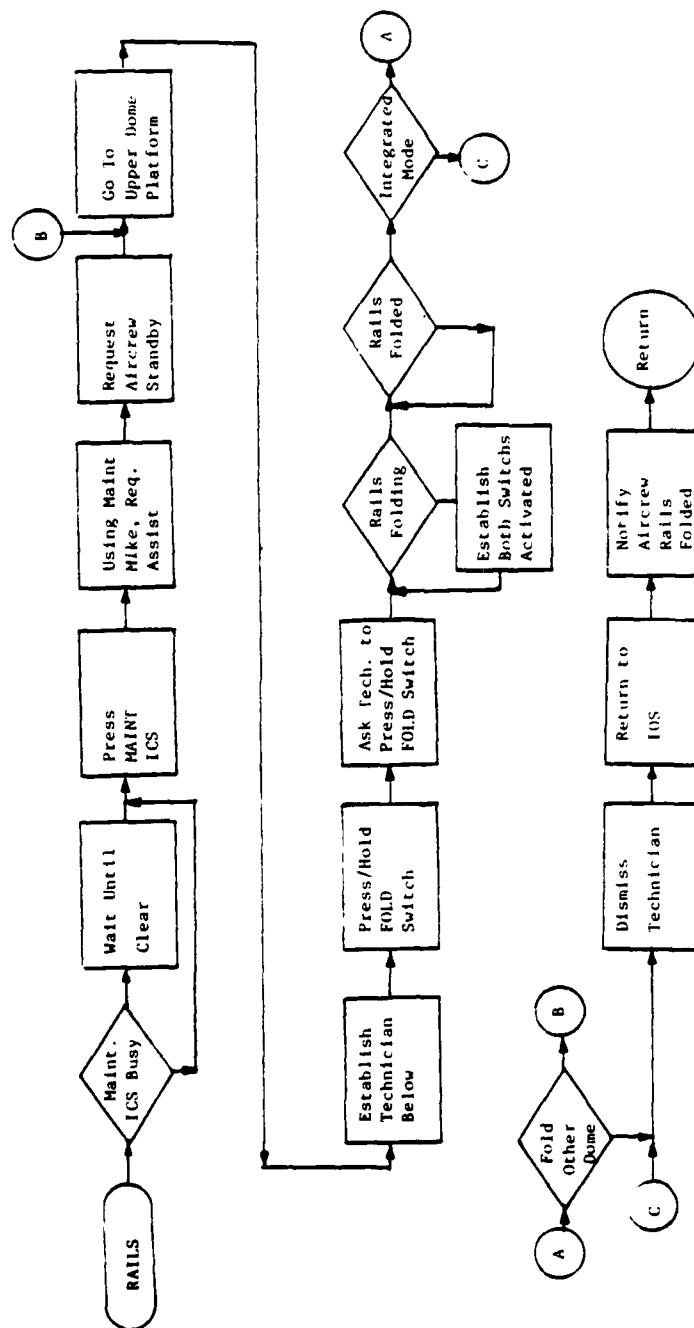 RAILS
Maint.
ICS Busy
Wait Until
Clear
Press
MAINT
ICS
Using Maint
Mike, Req.
Assist
Request
Aircrew
Standby
B
Go To
Upper Dome
Platform
Establish
Technician
Below
Press/Hold
FOLD
Switch
Ask Tech. to
Press/Hold
FOLD Switch
Rails
Folding
Establish
Both Switchs
Activated
Rails
Folded
Integrated
Mode
A
C
A
Fold
Other
Dome
B
C
Dismiss
Technician
Return to
IOS
Notify
Aircrew
Rails
Folded
Return